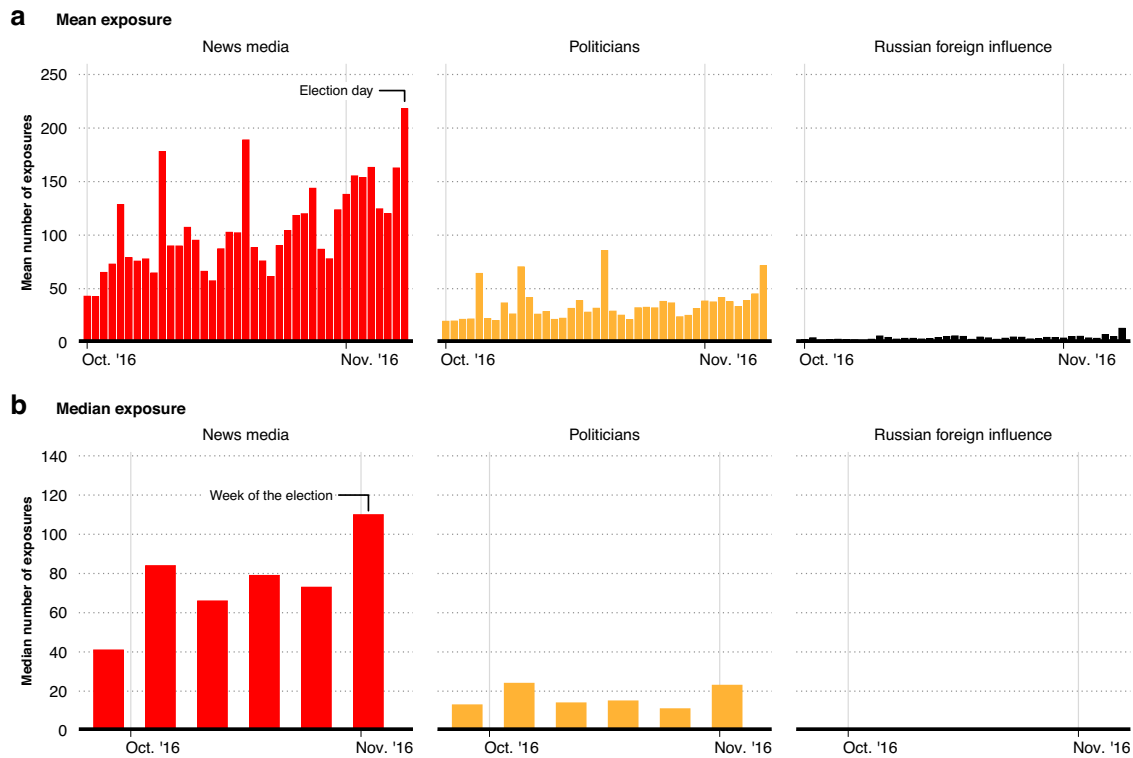 a Mean exposure
News media Politicians Russian foreign influence
Mean number of exposures
250
200
150
100
50
0
Election day
Oct. '16 Nov. '16 Oct. '16 Nov. '16 Oct. '16 Nov. '16
b Median exposure
News media Politicians Russian foreign influence
Median number of exposures
140
120
100
80
60
40
20
0
Week of the election
Oct. '16 Nov. '16 Oct. '16 Nov. '16 Oct. '16 Nov. '16